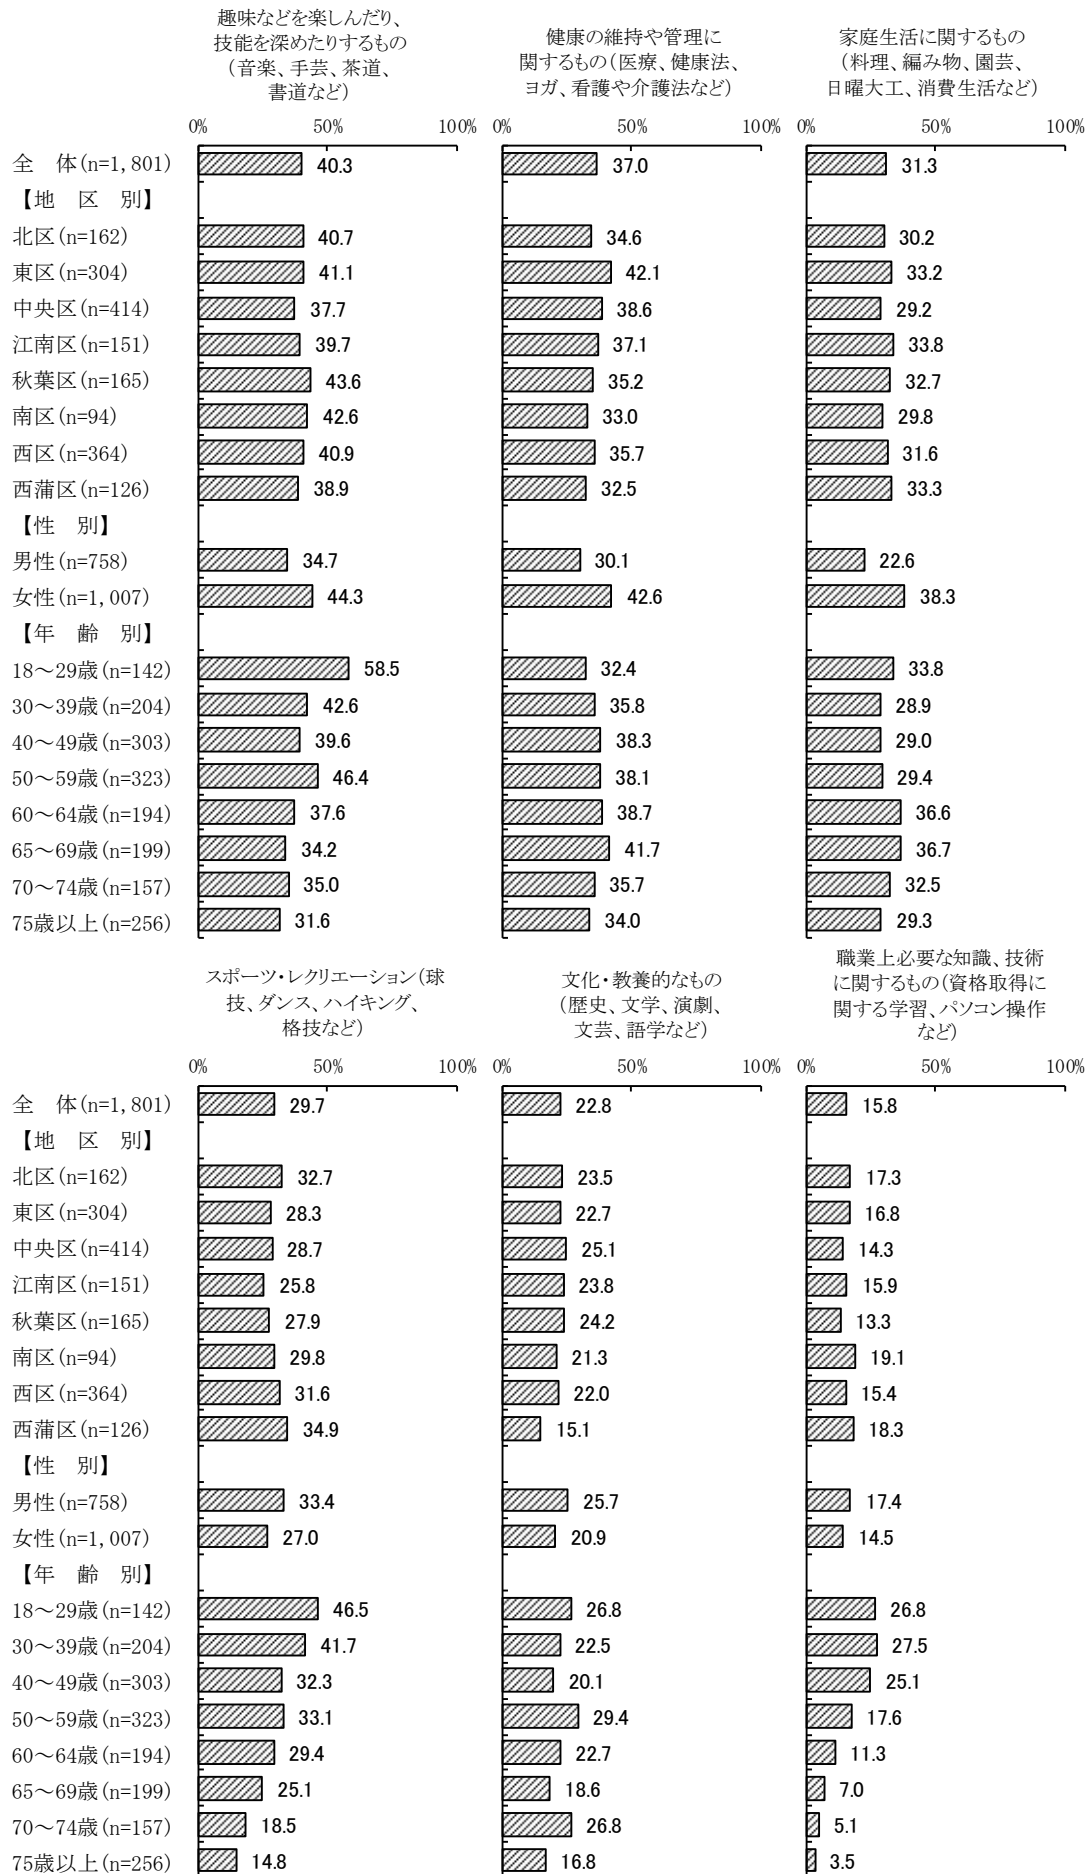 趣味などを楽しんだり、
技能を深めたりするもの
（音楽、手芸、茶道、
書道など）
健康の維持や管理に
関するもの（医療、健康法、
ヨガ、看護や介護法など）
家庭生活に関するもの
（料理、編み物、園芸、
日曜大工、消費生活など）
0% 50% 100% 0% 50% 100% 0% 50% 100%
全　体（n=1,801） 40.3 37.0 31.3
【地　区　別】
北区（n=162） 40.7 34.6 30.2
東区（n=304） 41.1 42.1 33.2
中央区（n=414） 37.7 38.6 29.2
江南区（n=151） 39.7 37.1 33.8
秋葉区（n=165） 43.6 35.2 32.7
南区（n=94） 42.6 33.0 29.8
西区（n=364） 40.9 35.7 31.6
西蒲区（n=126） 38.9 32.5 33.3
【性　別】
男性（n=758） 34.7 30.1 22.6
女性（n=1,007） 44.3 42.6 38.3
【年　齢　別】
18～29歳（n=142） 58.5 32.4 33.8
30～39歳（n=204） 42.6 35.8 28.9
40～49歳（n=303） 39.6 38.3 29.0
50～59歳（n=323） 46.4 38.1 29.4
60～64歳（n=194） 37.6 38.7 36.6
65～69歳（n=199） 34.2 41.7 36.7
70～74歳（n=157） 35.0 35.7 32.5
75歳以上（n=256） 31.6 34.0 29.3
スポーツ・レクリエーション（球
技、ダンス、ハイキング、
格技など）
文化・教養的なもの
（歴史、文学、演劇、
文芸、語学など）
職業上必要な知識、技術
に関するもの（資格取得に
関する学習、パソコン操作
など）
0% 50% 100% 0% 50% 100% 0% 50% 100%
全　体（n=1,801） 29.7 22.8 15.8
【地　区　別】
北区（n=162） 32.7 23.5 17.3
東区（n=304） 28.3 22.7 16.8
中央区（n=414） 28.7 25.1 14.3
江南区（n=151） 25.8 23.8 15.9
秋葉区（n=165） 27.9 24.2 13.3
南区（n=94） 29.8 21.3 19.1
西区（n=364） 31.6 22.0 15.4
西蒲区（n=126） 34.9 15.1 18.3
【性　別】
男性（n=758） 33.4 25.7 17.4
女性（n=1,007） 27.0 20.9 14.5
【年　齢　別】
18～29歳（n=142） 46.5 26.8 26.8
30～39歳（n=204） 41.7 22.5 27.5
40～49歳（n=303） 32.3 20.1 25.1
50～59歳（n=323） 33.1 29.4 17.6
60～64歳（n=194） 29.4 22.7 11.3
65～69歳（n=199） 25.1 18.6 7.0
70～74歳（n=157） 18.5 26.8 5.1
75歳以上（n=256） 14.8 16.8 3.5